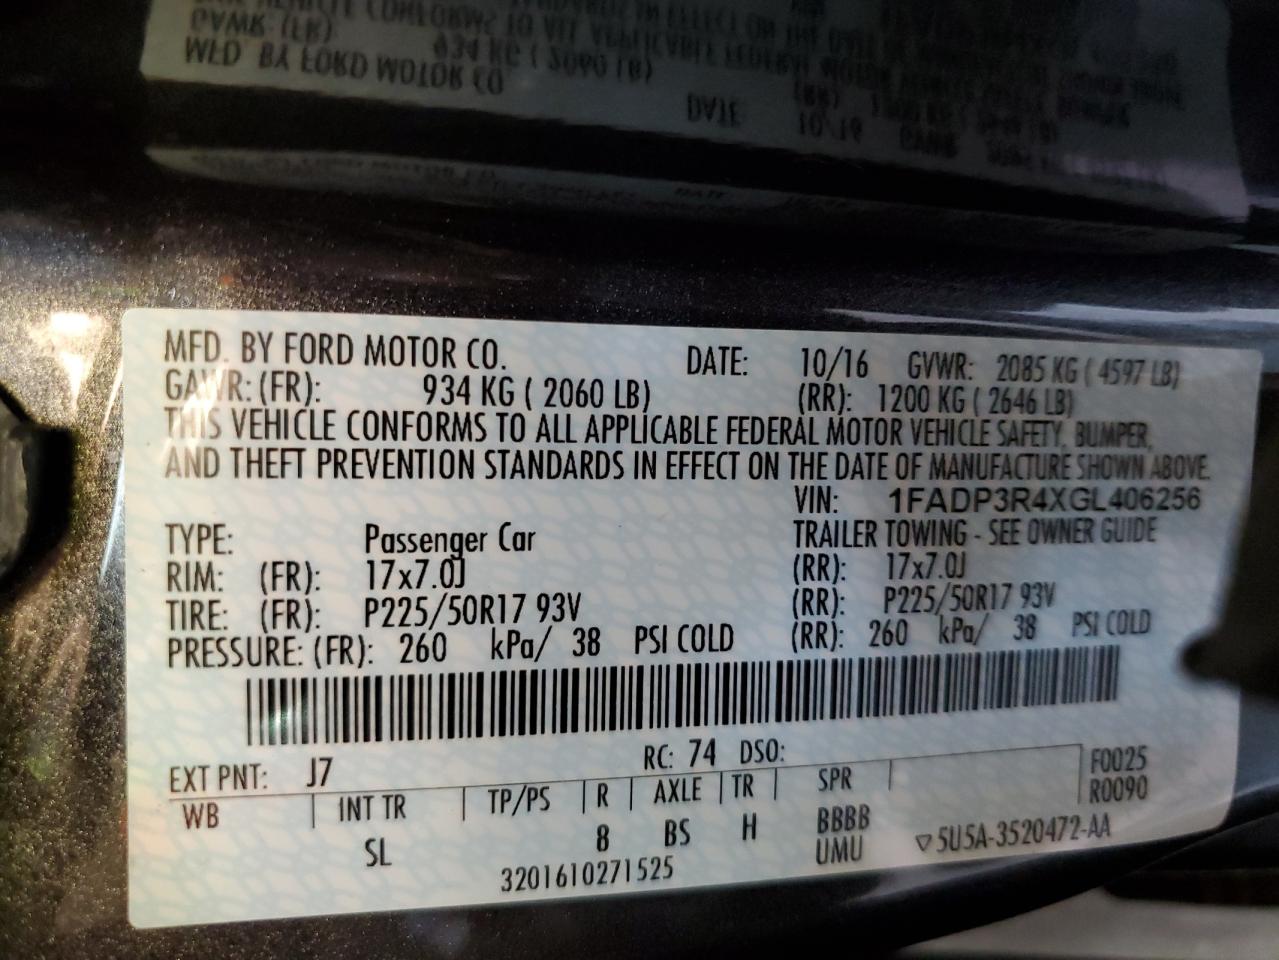 MFD. BY FORD MOTOR CO. DATE: 10/16 GVWR: 2085 KG ( 4597 LB)
GAWR: (FR): 934 KG ( 2060 LB) (RR): 1200 KG ( 2646 LB)
THIS VEHICLE CONFORMS TO ALL APPLICABLE FEDERAL MOTOR VEHICLE SAFETY, BUMPER,
AND THEFT PREVENTION STANDARDS IN EFFECT ON THE DATE OF MANUFACTURE SHOWN ABOVE.
VIN: 1FADP3R4XGL406256
TYPE: Passenger Car TRAILER TOWING - SEE OWNER GUIDE
RIM: (FR): 17x7.0J (RR): 17x7.0J
TIRE: (FR): P225/50R17 93V (RR): P225/50R17 93V
PRESSURE: (FR): 260 kPa/ 38 PSI COLD (RR): 260 kPa/ 38 PSI COLD
EXT PNT: J7 RC: 74 DSO: F0025
WB INT TR TP/PS R AXLE TR SPR R0090
SL 8 BS H BBBB
UMU ▽5U5A-3520472-AA
3201610271525